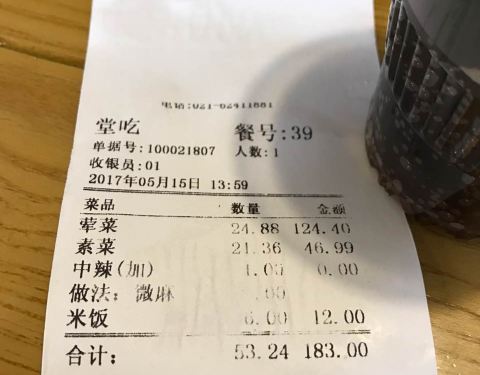 电话:021-62411881
堂吃 餐号:39
单据号:100021807 人数:1
收银员:01
2017年05月15日 13:59
菜品 数量 金额
荤菜 24.88 124.40
素菜 21.36 46.99
中辣(加) 1.00 0.00
做法: 微麻 .00
米饭 6.00 12.00
合计: 53.24 183.00